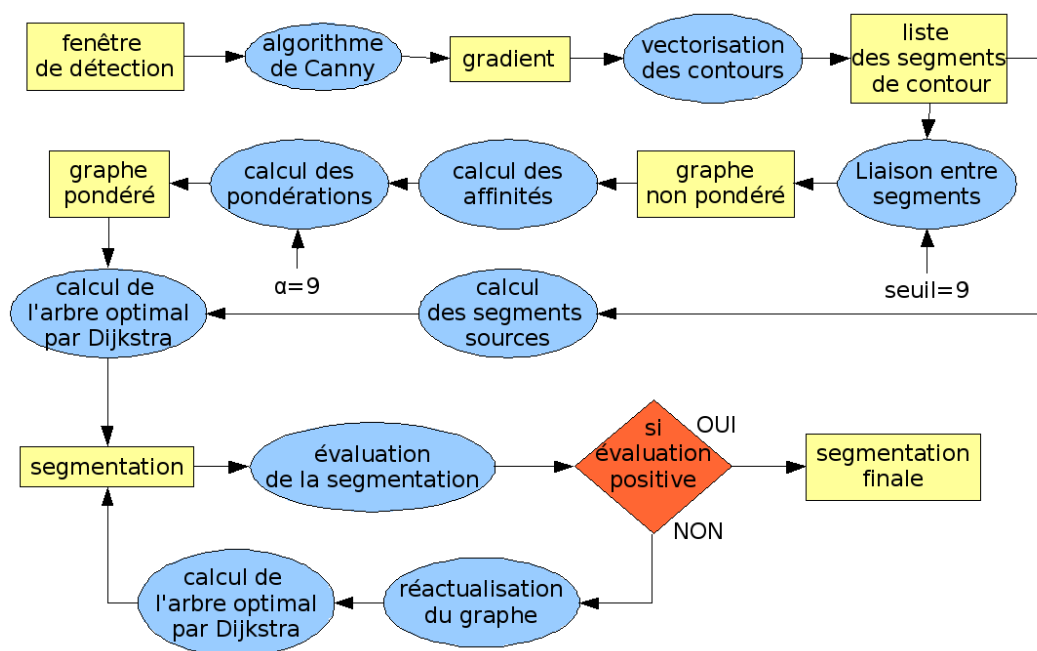 fenêtre
de détection
algorithme
de Canny
gradient
vectorisation
des contours
liste
des segments
de contour
graphe
pondéré
calcul des
pondérations
calcul des
affinités
graphe
non pondéré
Liaison entre
segments
α=9
seuil=9
calcul de
l'arbre optimal
par Dijkstra
calcul
des segments
sources
segmentation
évaluation
de la segmentation
si
évaluation
positive
OUI
NON
segmentation
finale
calcul de
l'arbre optimal
par Dijkstra
réactualisation
du graphe